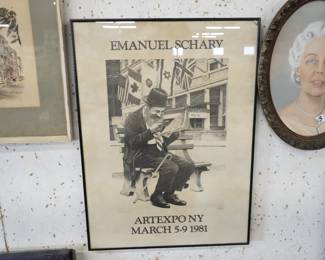 EMANUEL SCHARY
ARTEXPO NY
MARCH 5-9 1981